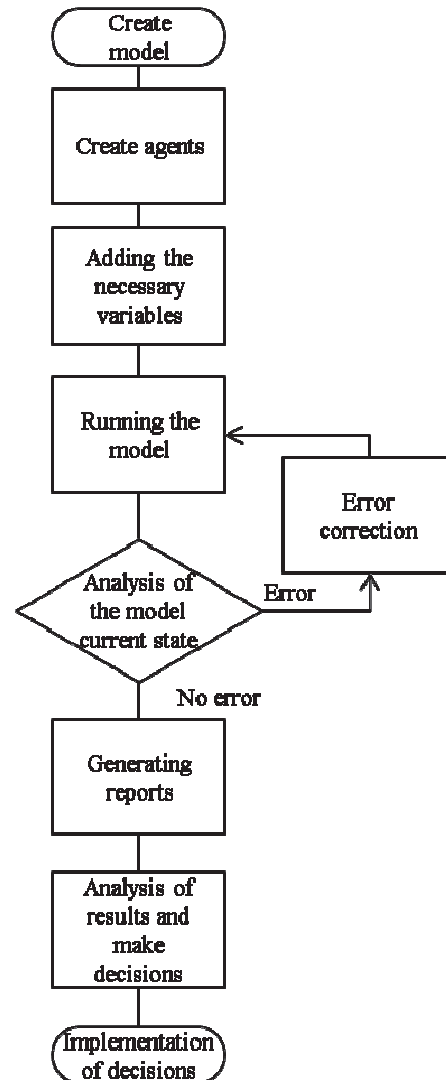 Create
model
Create agents
Adding the
necessary
variables
Running the
model
Error
correction
Analysis of
the model
current state
Error
No error
Generating
reports
Analysis of
results and
make
decisions
Implementation
of decisions